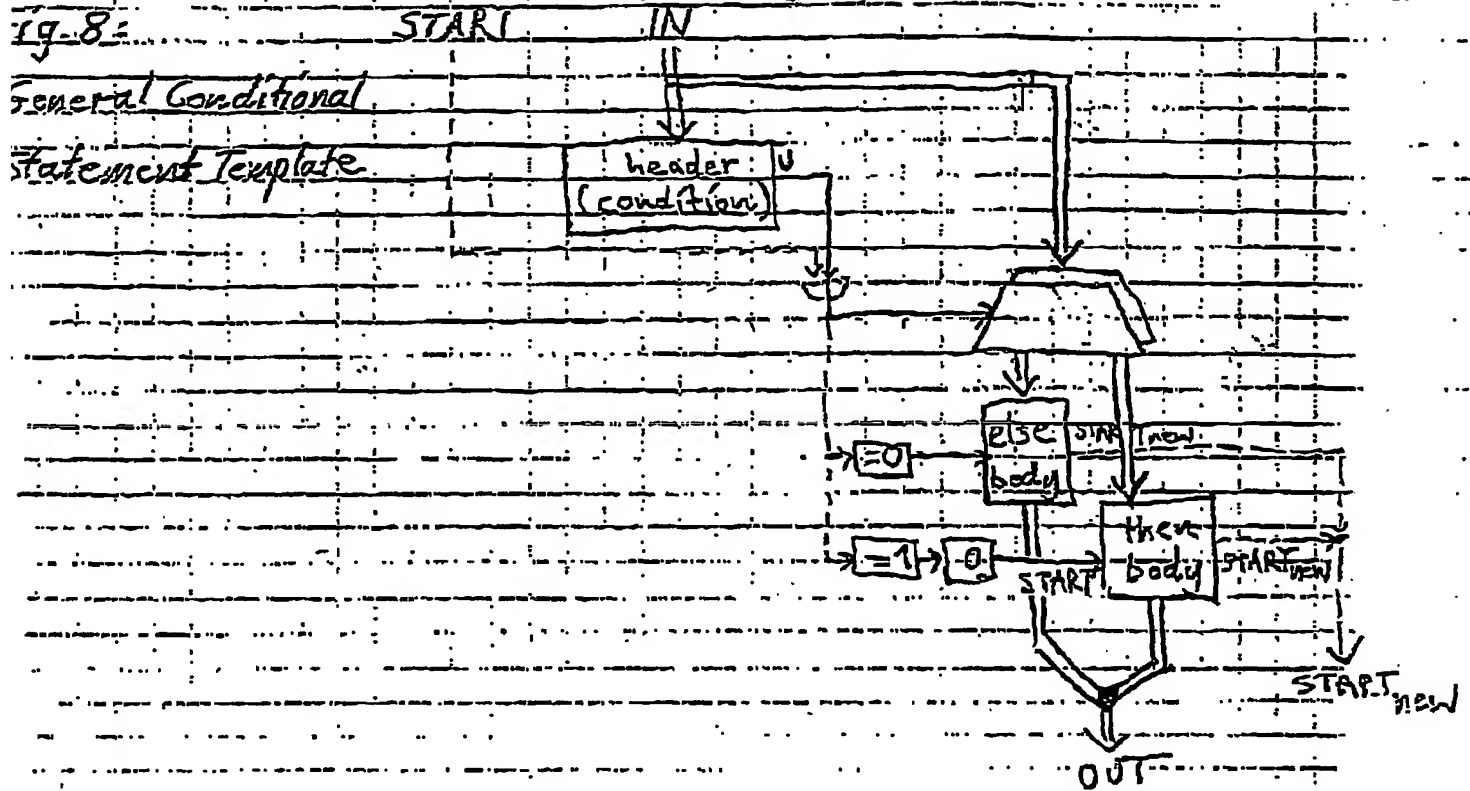 ig. 8:
START
IN
General Conditional
Statement Template
header
(condition)
else
body
START new
=0
then
body
=1
0
START
START new
START new
OUT